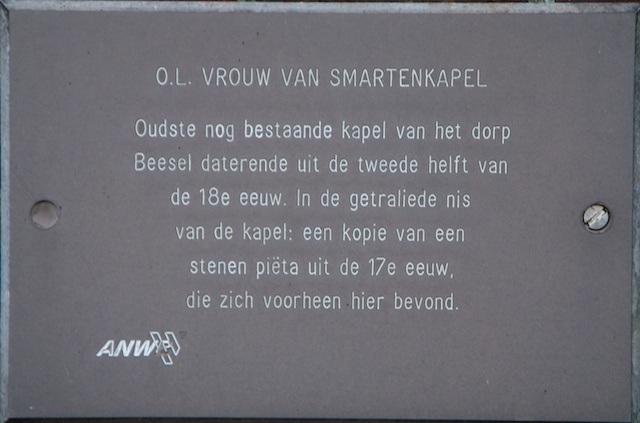 O.L. VROUW VAN SMARTENKAPEL
Oudste nog bestaande kapel van het dorp
Beesel daterende uit de tweede helft van
de 18e eeuw. In de getraliede nis
van de kapel: een kopie van een
stenen piëta uit de 17e eeuw,
die zich voorheen hier bevond.
ANWB